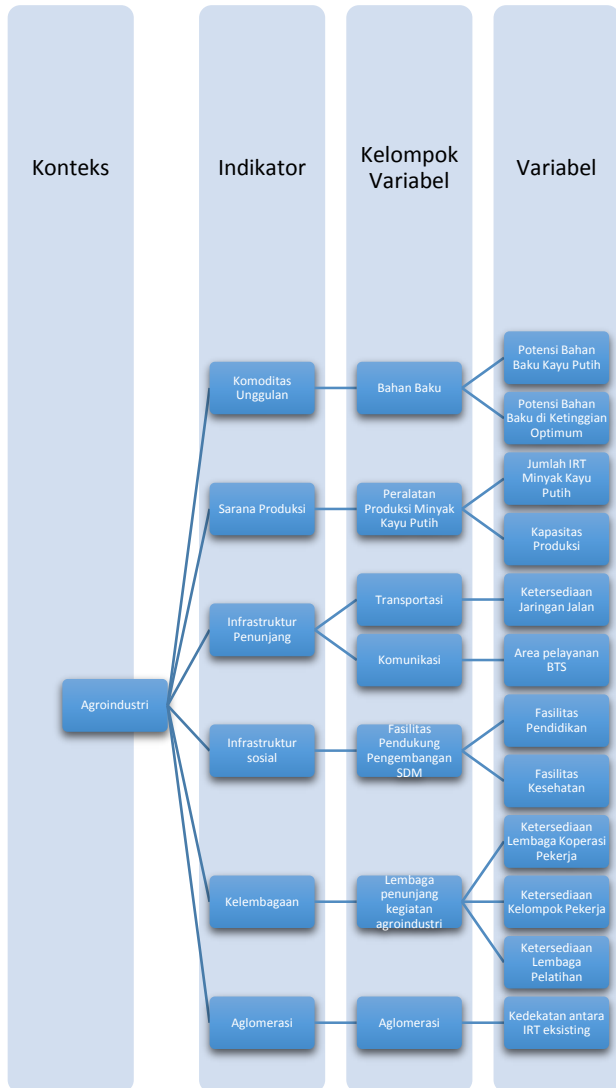 Konteks
Indikator
Kelompok
Variabel
Variabel
Agroindustri
Komoditas
Unggulan
Bahan Baku
Potensi Bahan
Baku Kayu Putih
Potensi Bahan
Baku di Ketinggian
Optimum
Sarana Produksi
Peralatan
Produksi Minyak
Kayu Putih
Jumlah IRT
Minyak Kayu
Putih
Kapasitas
Produksi
Infrastruktur
Penunjang
Transportasi
Ketersediaan
Jaringan Jalan
Komunikasi
Area pelayanan
BTS
Infrastruktur
sosial
Fasilitas
Pendukung
Pengembangan
SDM
Fasilitas
Pendidikan
Fasilitas
Kesehatan
Kelembagaan
Lembaga
penunjang
kegiatan
agroindustri
Ketersediaan
Lembaga Koperasi
Pekerja
Ketersediaan
Kelompok Pekerja
Ketersediaan
Lembaga
Pelatihan
Aglomerasi
Aglomerasi
Kedekatan antara
IRT eksisting